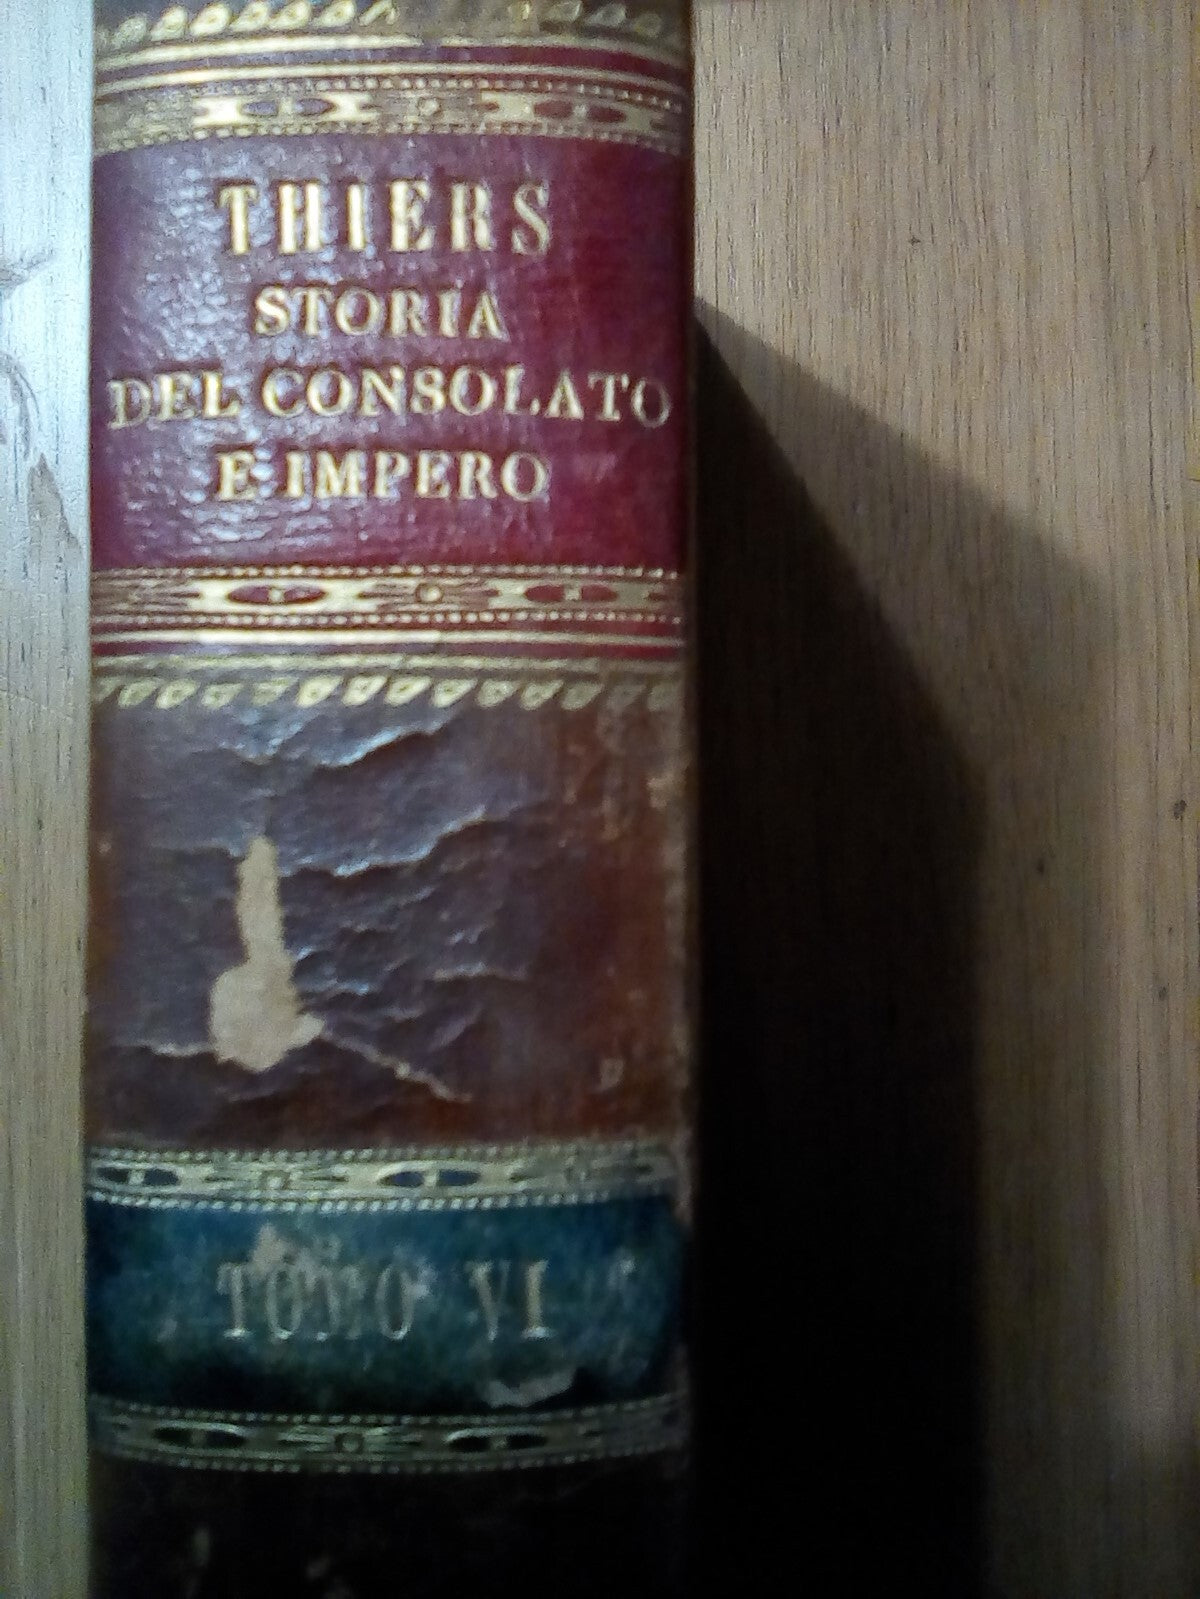 THIERS
STORIA
DEL CONSOLATO
E IMPERO
TOMO VI